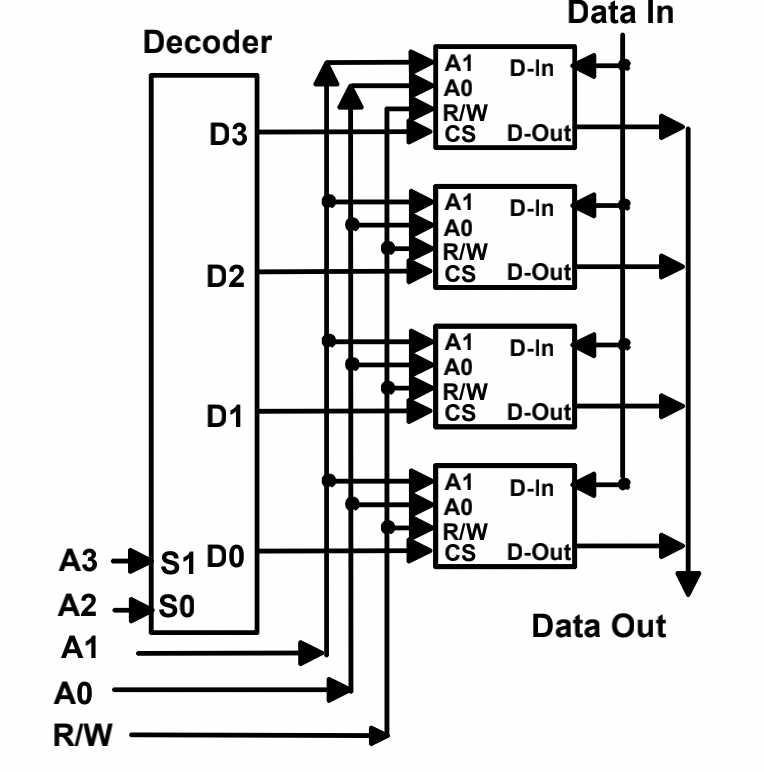 Data In
Decoder
A1
D-In
A0
R/W
D3
CS
D-Out
A1
D-In
A0
R/W
D2
CS
D-Out
A1
D-In
A0
R/W
D1
CS
D-Out
A1
D-In
A0
R/W
D0
CS
D-Out
A3
S1
A2
S0
Data Out
A1
A0
R/W